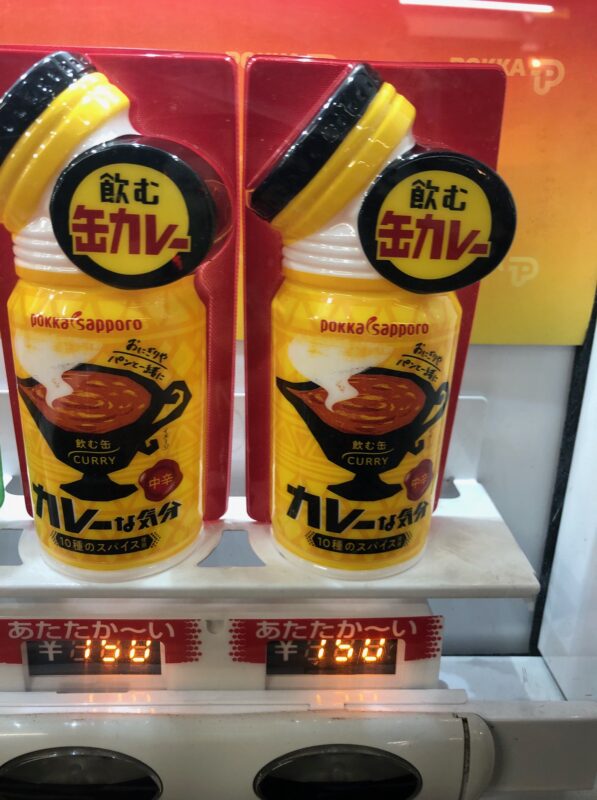 POKKA
飲む
缶カレー
pokka sapporo
おにぎりや
パンと一緒に
飲む缶
CURRY
中辛
カレーな気分
10種のスパイス
飲む
缶カレー
pokka sapporo
おにぎりや
パンと一緒に
飲む缶
CURRY
中辛
カレーな気分
10種のスパイス
あたたか〜い
¥150
あたたか〜い
¥150